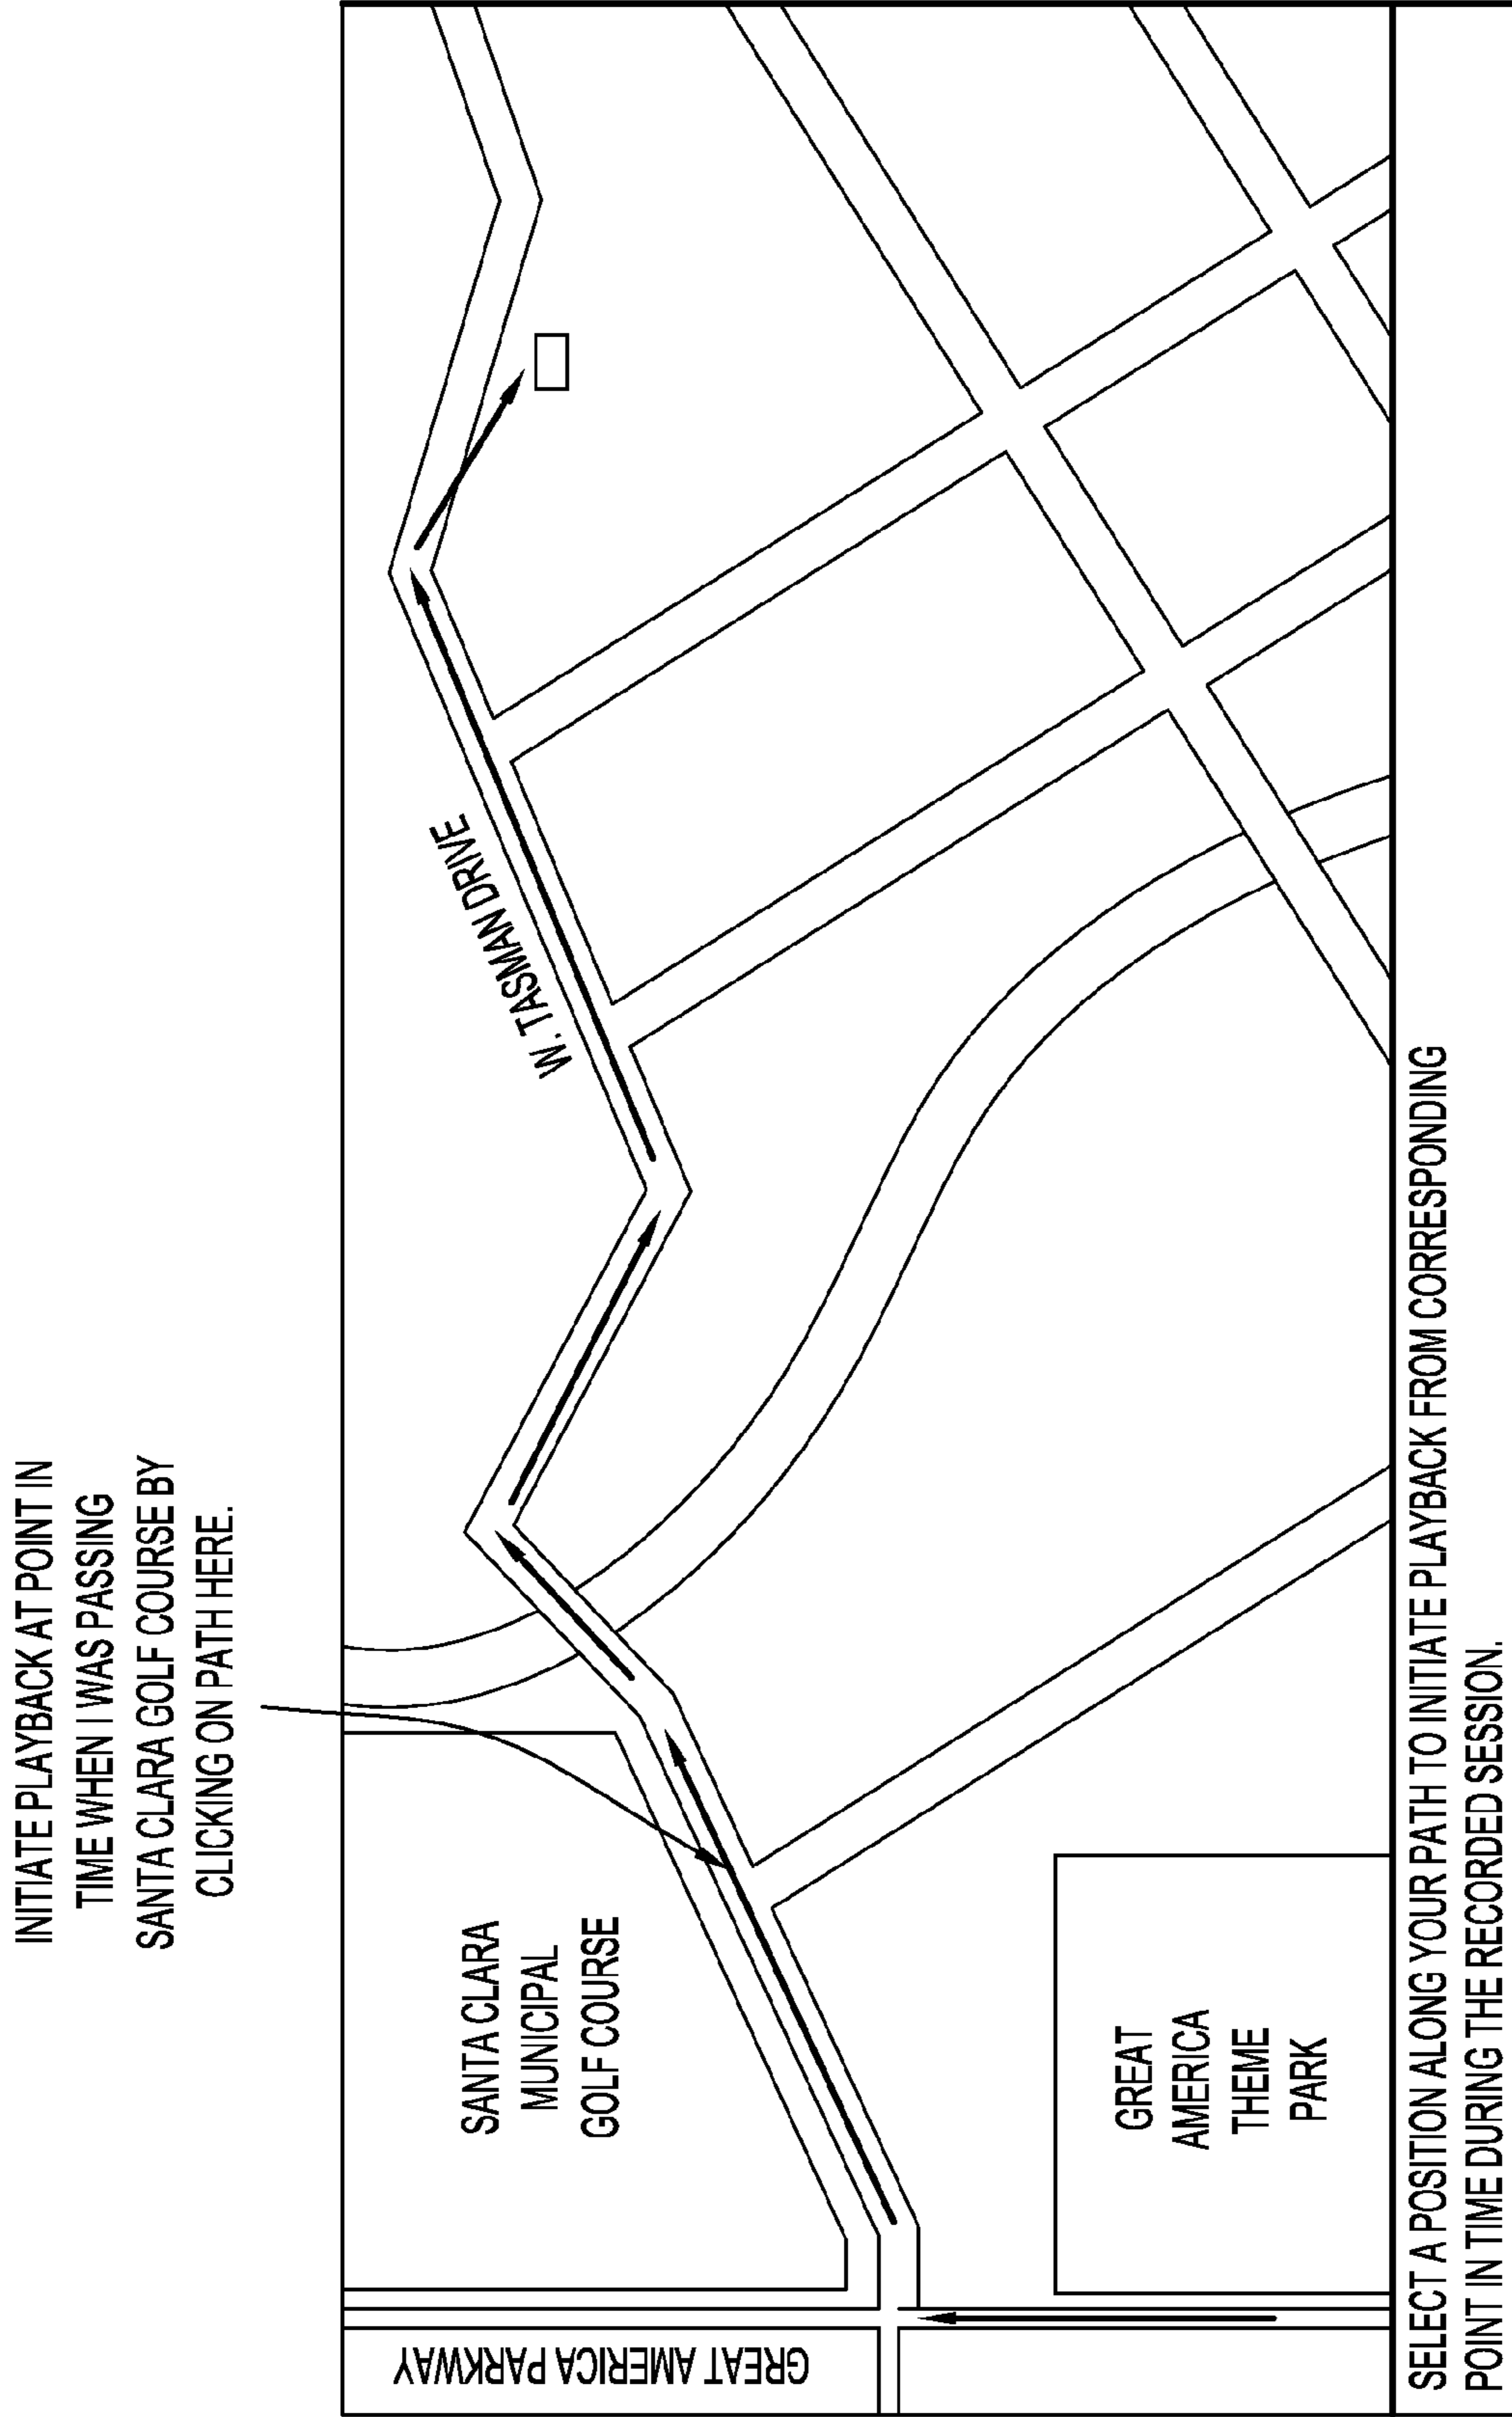 INITIATE PLAYBACK AT POINT IN
TIME WHEN I WAS PASSING
SANTA CLARA GOLF COURSE BY
CLICKING ON PATH HERE.
W. TASMAN DRIVE
SANTA CLARA
MUNICIPAL
GOLF COURSE
GREAT AMERICA PARKWAY
GREAT
AMERICA
THEME
PARK
SELECT A POSITION ALONG YOUR PATH TO INITIATE PLAYBACK FROM CORRESPONDING
POINT IN TIME DURING THE RECORDED SESSION.